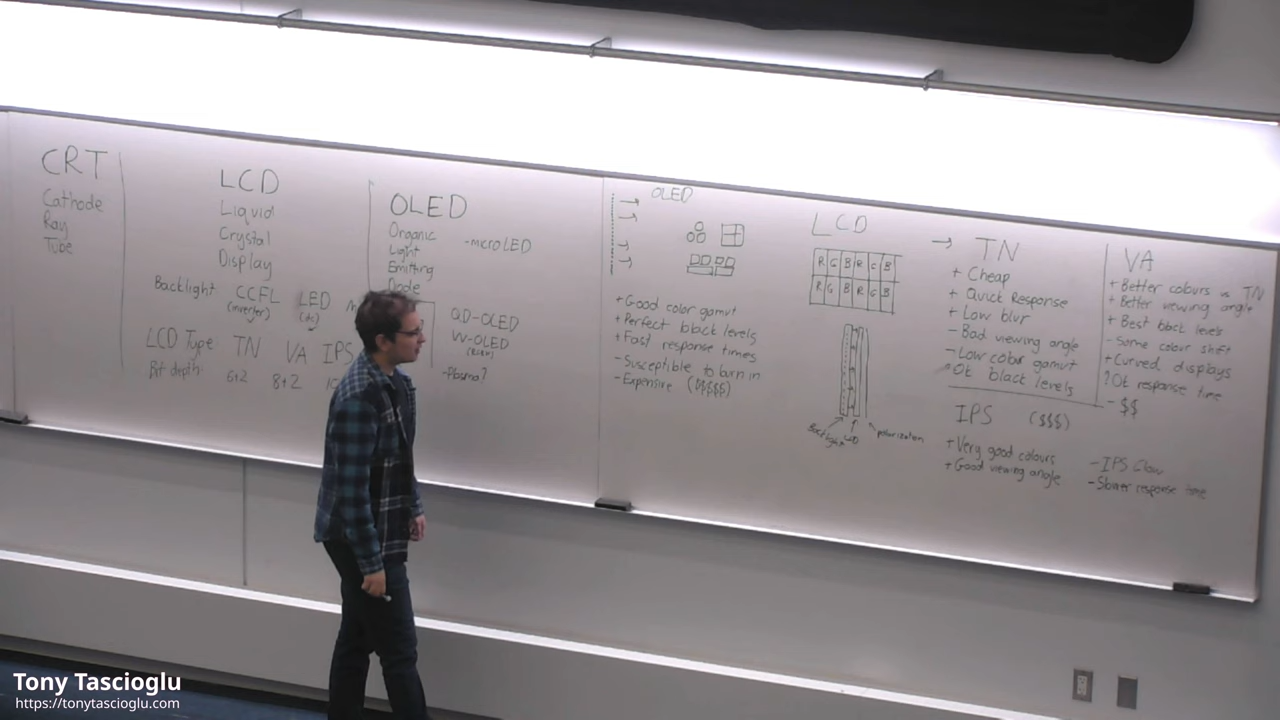 CRT
Cathode
Ray
Tube
LCD
Liquid
Crystal
Display
Backlight CCFL LED
(inverter) (dc)
LCD Type: TN VA IPS
Bit depth: 6+2 8+2
OLED
Organic -microLED
Light
Emitting
Diode
QD-OLED
W-OLED
-Plasma?
OLED
+Good color gamut
+Perfect black levels
+Fast response times
-Susceptible to burn in
-Expensive ($$$$$)
LCD
R G B R G B
R G B R G B
Backlight LCD polarization
→ TN
+ Cheap
+ Quick Response
+ Low blur
- Bad viewing angle
- Low colour gamut
-Ok black levels
VA
+ Better colours vs TN
+ Better viewing angle
+ Best black levels
- Some colour shift
+ Curved displays
? Ok response time
- $$
IPS ($$$)
+ Very good colours
+ Good viewing angle
- IPS Glow
- Slower response time
Tony Tascioglu
https://tonytascioglu.com